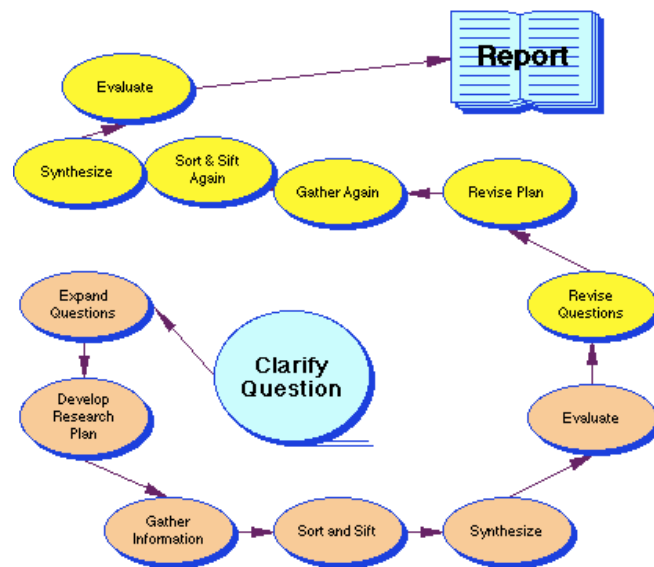 Report
Evaluate
Synthesize
Sort & Sift
Again
Gather Again
Revise Plan
Revise
Questions
Expand
Questions
Clarify
Question
Develop
Research
Plan
Evaluate
Gather
Information
Sort and Sift
Synthesize